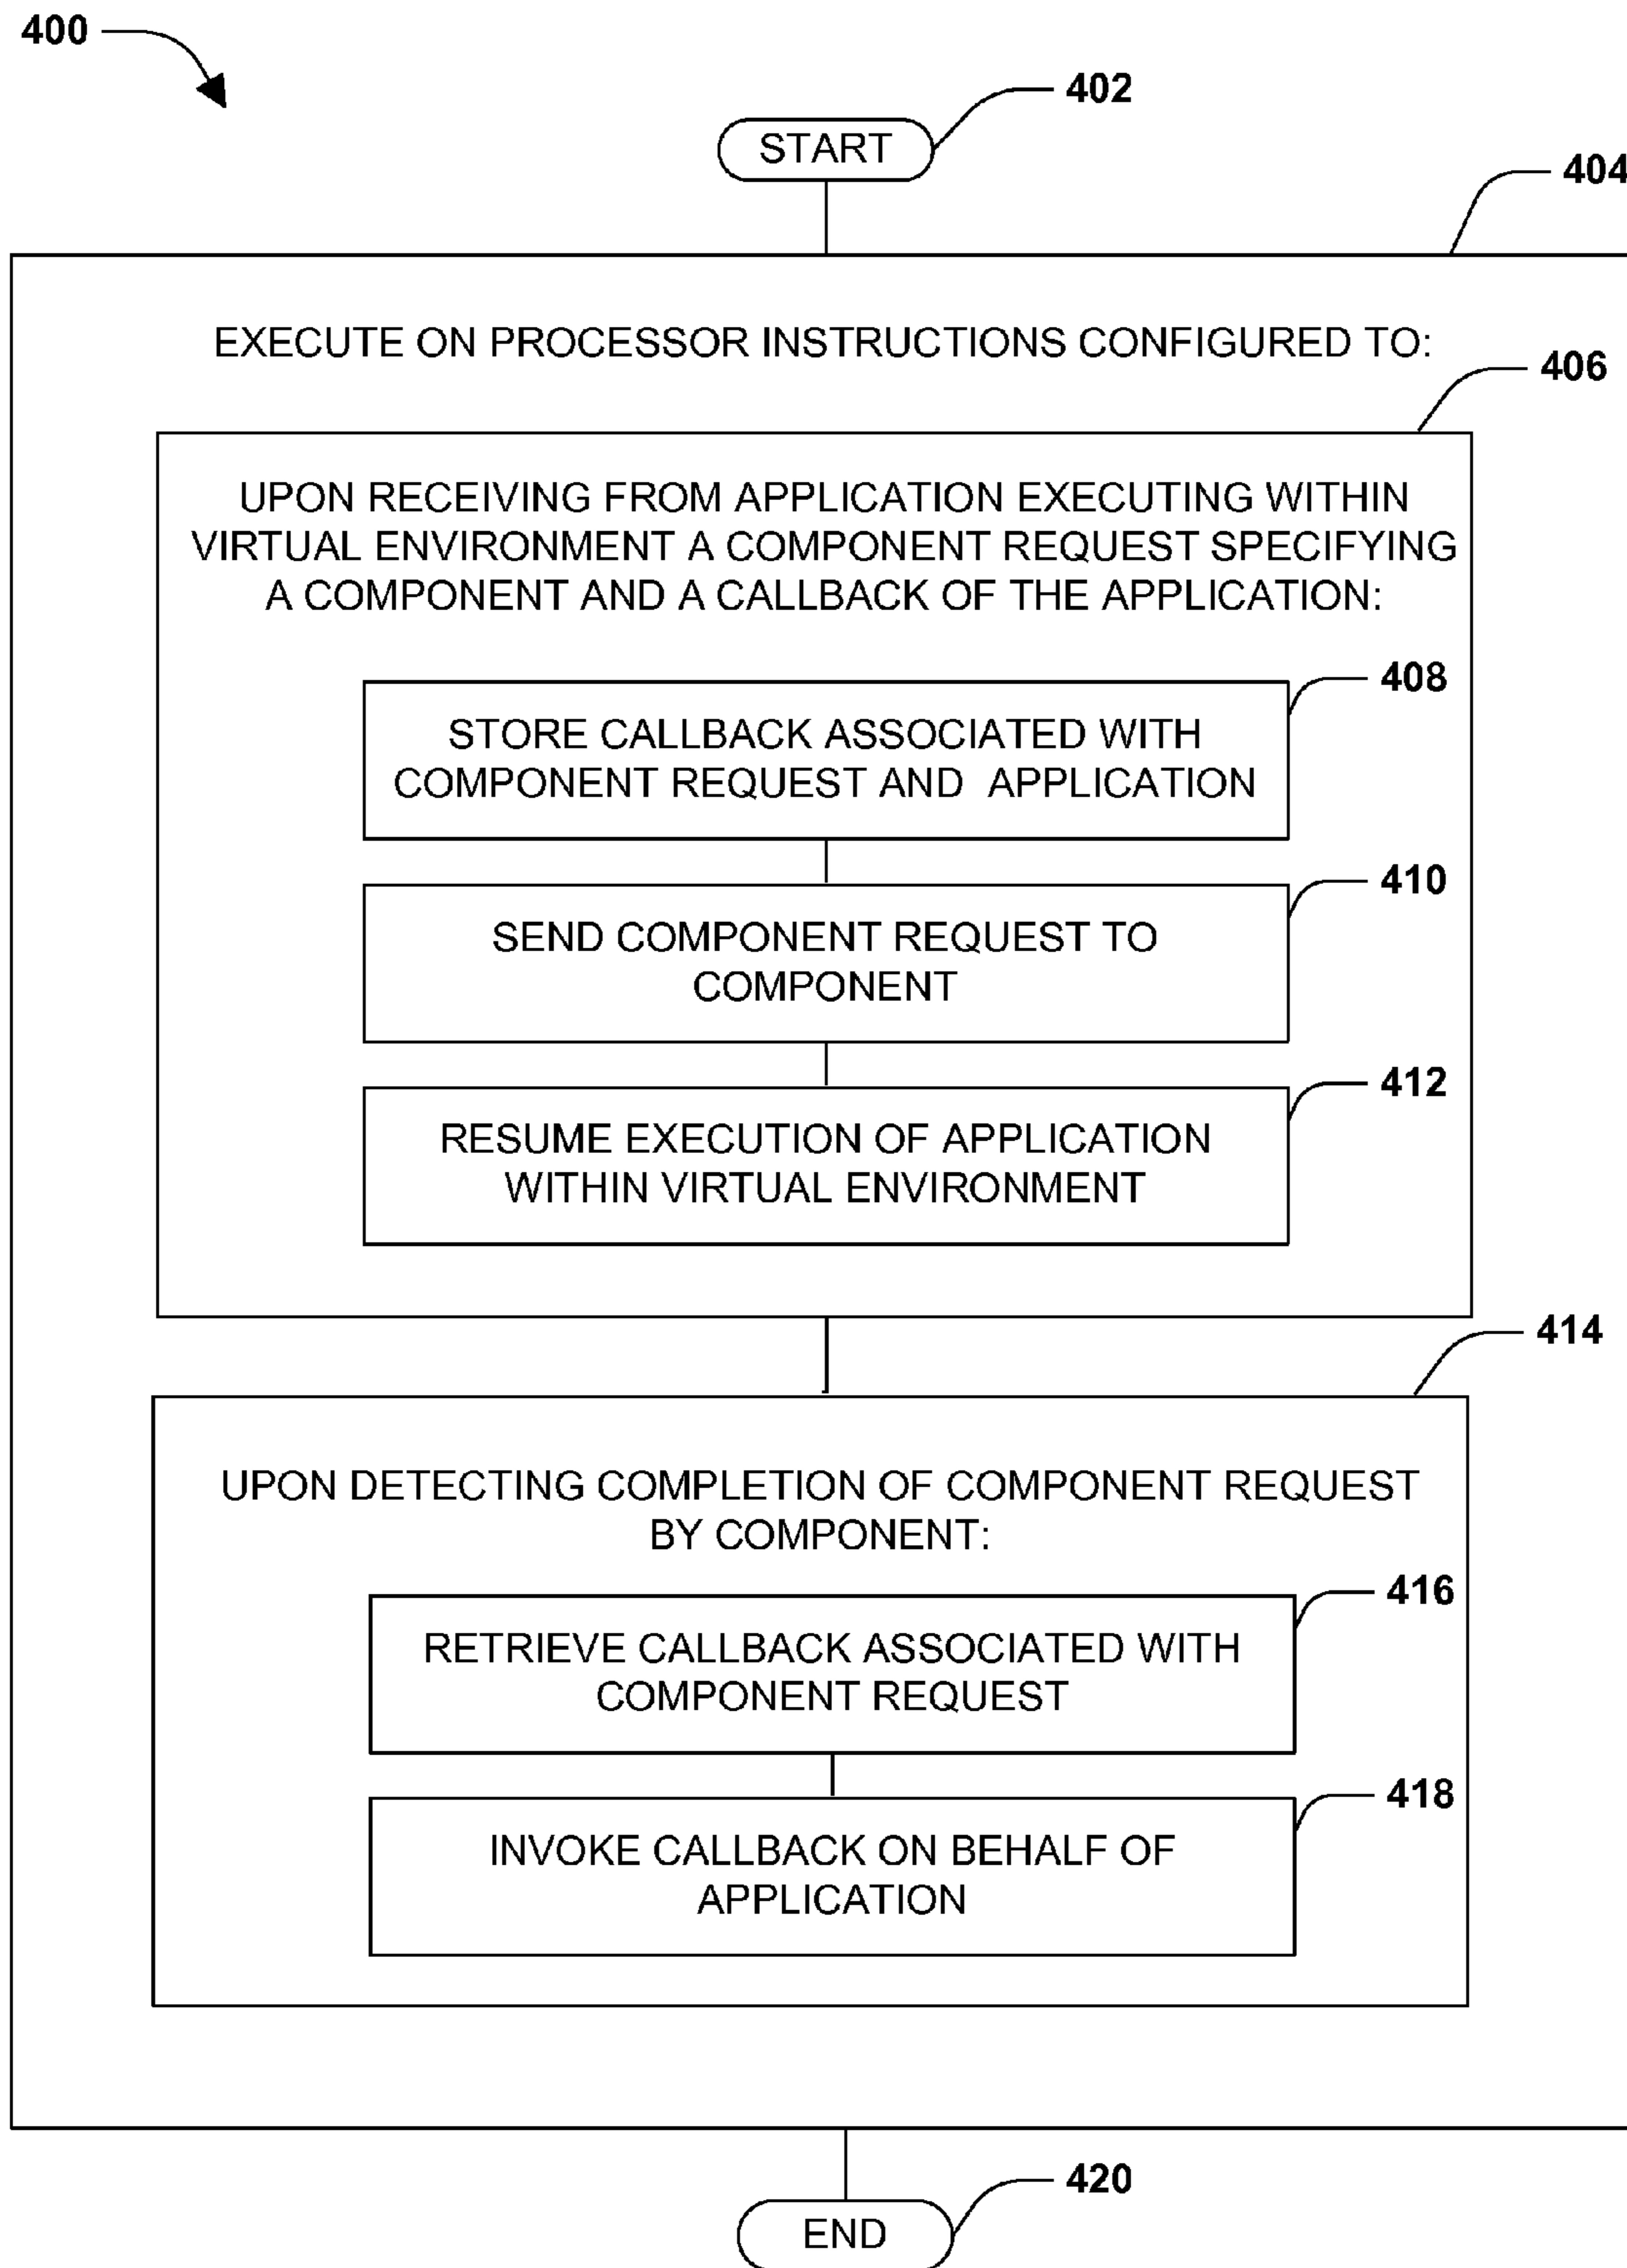 400
402
START
404
EXECUTE ON PROCESSOR INSTRUCTIONS CONFIGURED TO:
406
UPON RECEIVING FROM APPLICATION EXECUTING WITHIN
VIRTUAL ENVIRONMENT A COMPONENT REQUEST SPECIFYING
A COMPONENT AND A CALLBACK OF THE APPLICATION:
408
STORE CALLBACK ASSOCIATED WITH
COMPONENT REQUEST AND APPLICATION
410
SEND COMPONENT REQUEST TO
COMPONENT
412
RESUME EXECUTION OF APPLICATION
WITHIN VIRTUAL ENVIRONMENT
414
UPON DETECTING COMPLETION OF COMPONENT REQUEST
BY COMPONENT:
416
RETRIEVE CALLBACK ASSOCIATED WITH
COMPONENT REQUEST
418
INVOKE CALLBACK ON BEHALF OF
APPLICATION
420
END